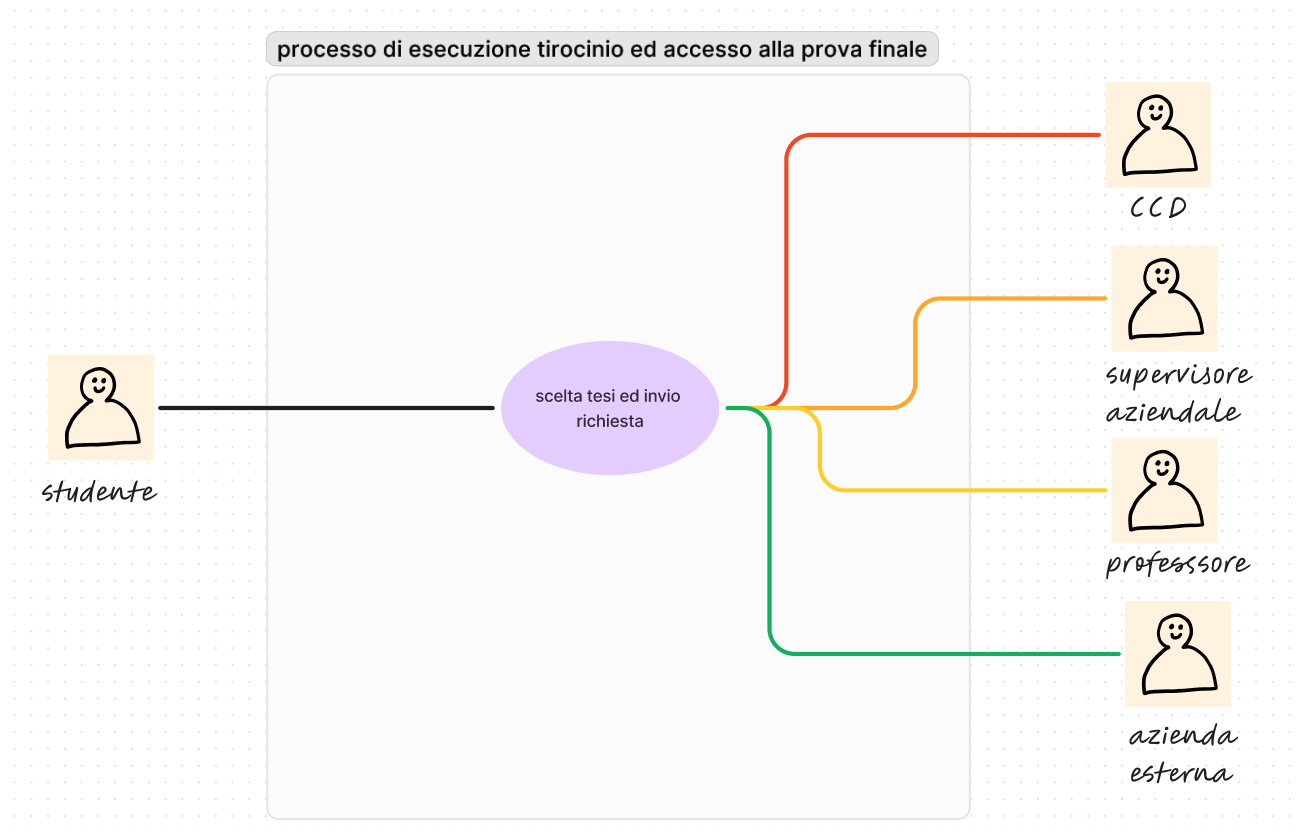 processo di esecuzione tirocinio ed accesso alla prova finale
CCD
supervisore
aziendale
scelta tesi ed invio
richiesta
studente
professsore
azienda
esterna